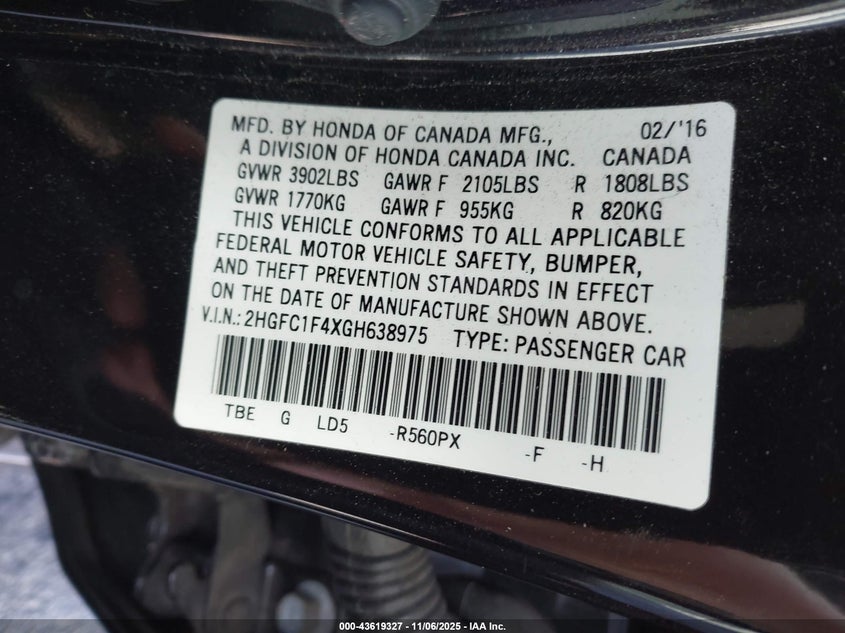 MFD. BY HONDA OF CANADA MFG., 02/'16
A DIVISION OF HONDA CANADA INC. CANADA
GVWR 3902LBS GAWR F 2105LBS R 1808LBS
GVWR 1770KG GAWR F 955KG R 820KG
THIS VEHICLE CONFORMS TO ALL APPLICABLE
FEDERAL MOTOR VEHICLE SAFETY, BUMPER,
AND THEFT PREVENTION STANDARDS IN EFFECT
ON THE DATE OF MANUFACTURE SHOWN ABOVE.
V.I.N.: 2HGFC1F4XGH638975 TYPE: PASSENGER CAR
TBE G LD5 -R560PX -F -H
000-43619327 - 11/06/2025 - IAA Inc.